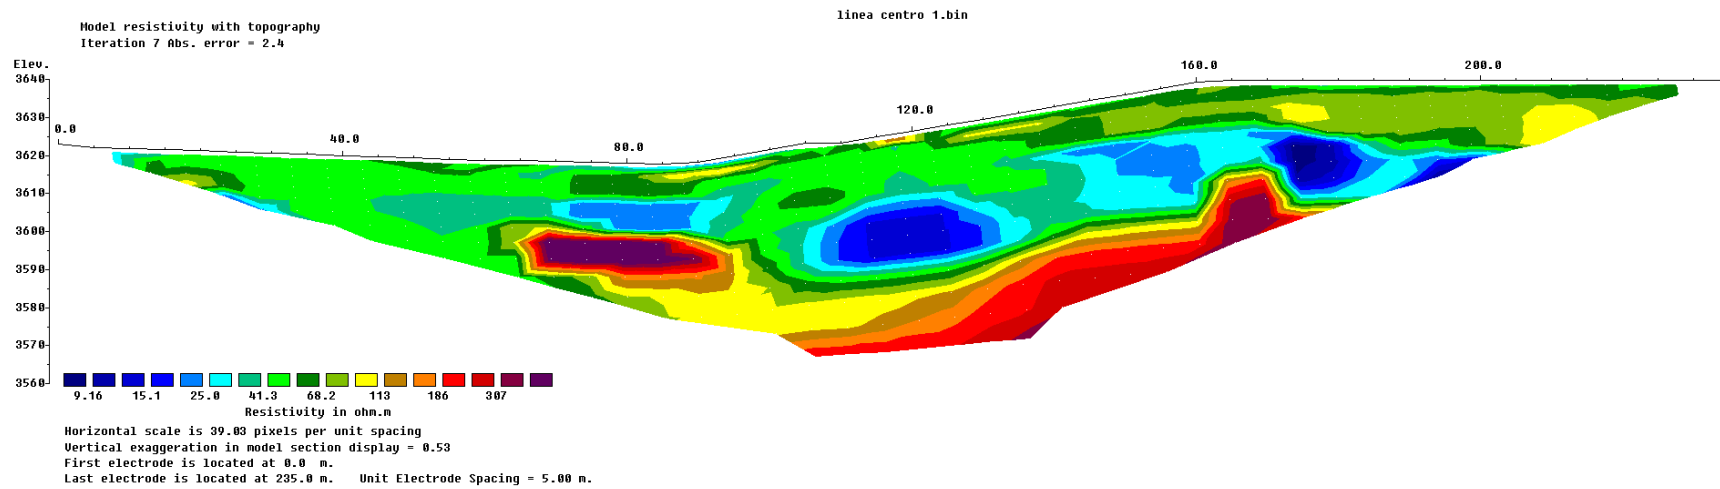 linea centro 1.bin
Model resistivity with topography
Iteration 7 Abs. error = 2.4
Elev.
160.0 200.0
3640
120.0
3630
0.0 40.0 80.0
3620
3610
3600
3590
3580
3570
3560
9.16 15.1 25.0 41.3 68.2 113 186 307
Resistivity in ohm.m
Horizontal scale is 39.03 pixels per unit spacing
Vertical exaggeration in model section display = 0.53
First electrode is located at 0.0 m.
Last electrode is located at 235.0 m. Unit Electrode Spacing = 5.00 m.